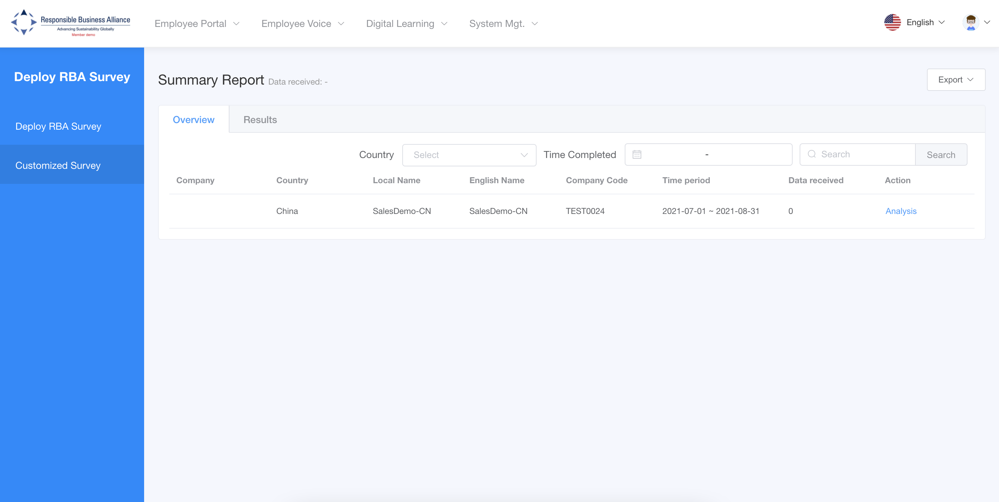 Responsible Business Alliance
Advancing Sustainability Globally
Member demo
Employee Portal
Employee Voice
Digital Learning
System Mgt.
English
Deploy RBA Survey
Deploy RBA Survey
Customized Survey
Summary Report Data received: -
Export
Overview Results
Country Select Time Completed - Search Search
Company Country Local Name English Name Company Code Time period Data received Action
China SalesDemo-CN SalesDemo-CN TEST0024 2021-07-01 ~ 2021-08-31 0 Analysis